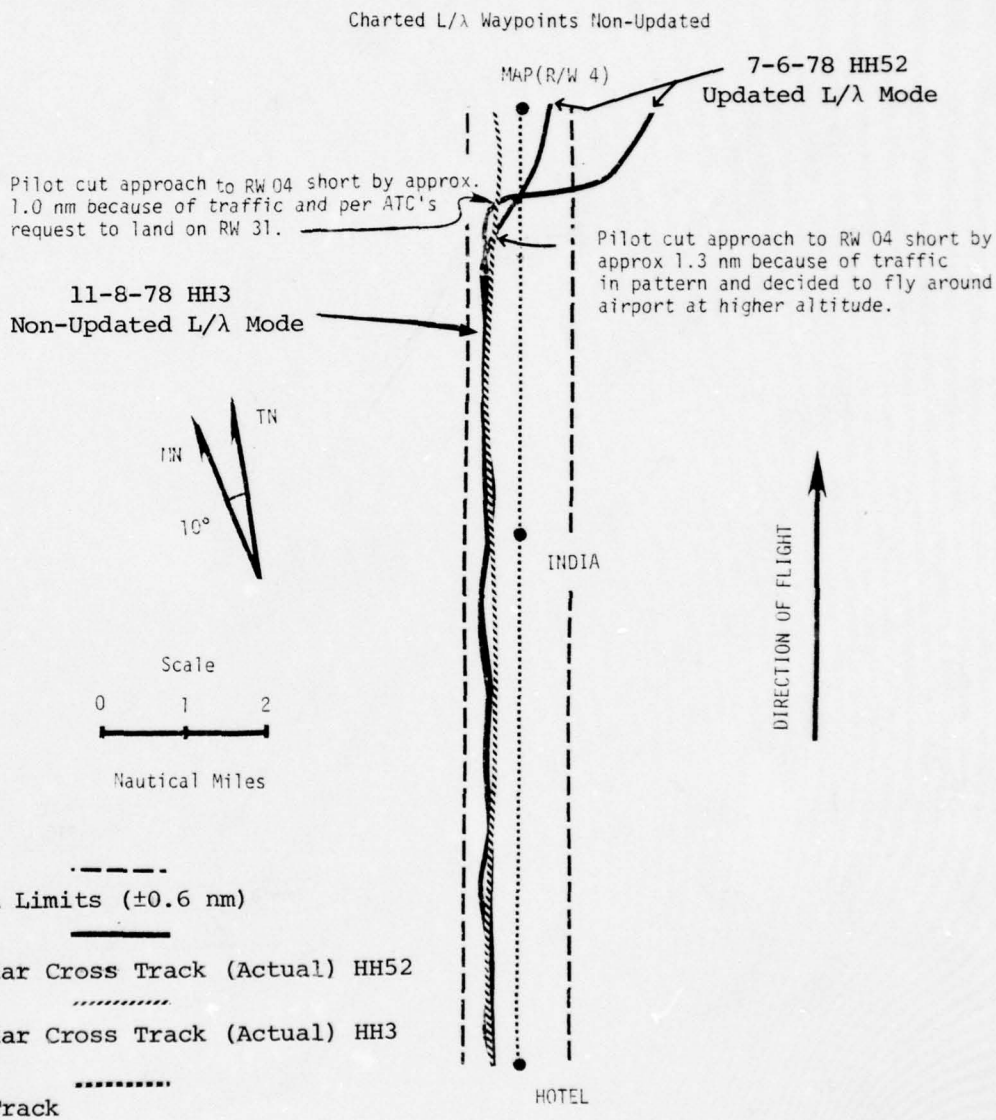 Charted L/λ Waypoints Non-Updated
MAP(R/W 4)
7-6-78 HH52
Updated L/λ Mode
Pilot cut approach to RW 04 short by approx.
1.0 nm because of traffic and per ATC's
request to land on RW 31.
Pilot cut approach to RW 04 short by
approx 1.3 nm because of traffic
in pattern and decided to fly around
airport at higher altitude.
11-8-78 HH3
Non-Updated L/λ Mode
TN
MN
10°
INDIA
DIRECTION OF FLIGHT
Scale
0 1 2
Nautical Miles
Limits (±0.6 nm)
ar Cross Track (Actual) HH52
ar Cross Track (Actual) HH3
Track
HOTEL